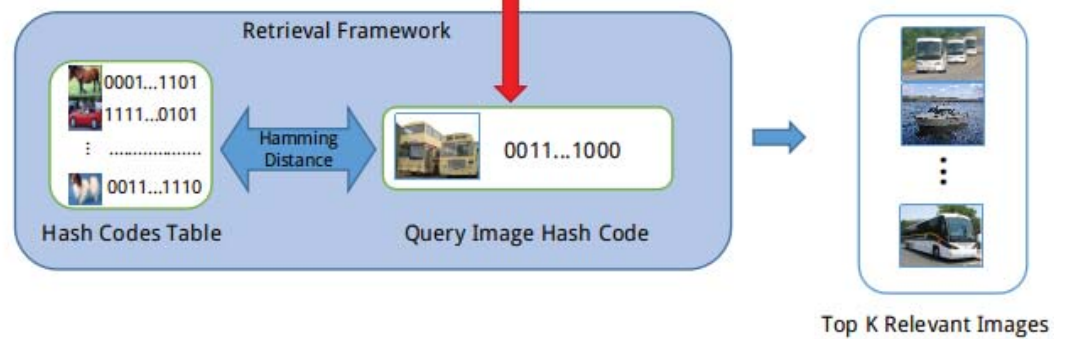 Retrieval Framework
0001...1101
1111...0101
⋮ ...................
0011...1110
Hamming
Distance
0011...1000
Hash Codes Table
Query Image Hash Code
⋮
Top K Relevant Images